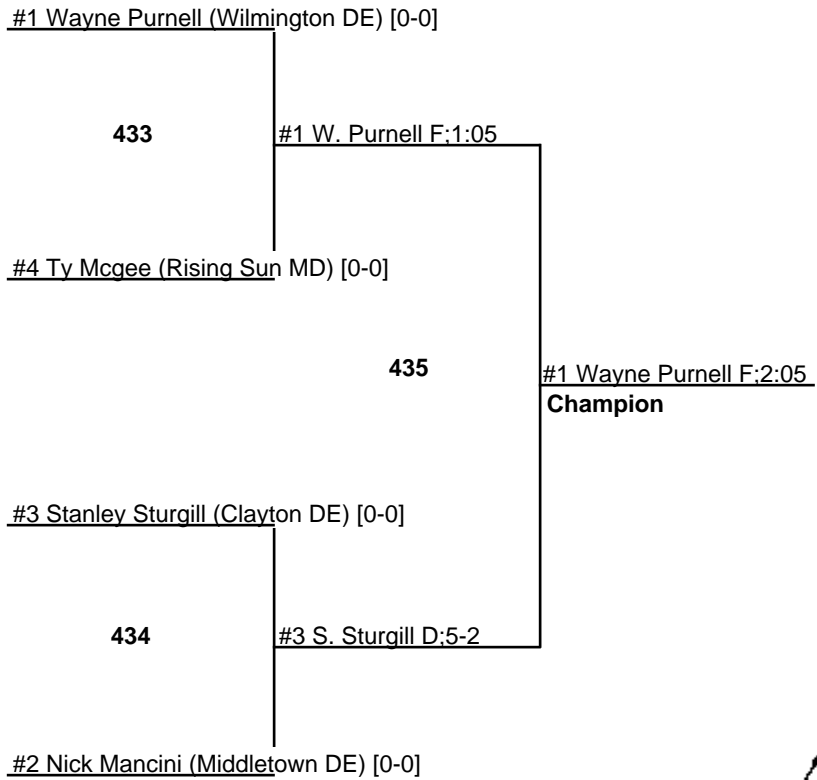 #1 Wayne Purnell (Wilmington DE) [0-0]
433
#1 W. Purnell F;1:05
#4 Ty Mcgee (Rising Sun MD) [0-0]
435
#1 Wayne Purnell F;2:05
Champion
#3 Stanley Sturgill (Clayton DE) [0-0]
434
#3 S. Sturgill D;5-2
#2 Nick Mancini (Middletown DE) [0-0]